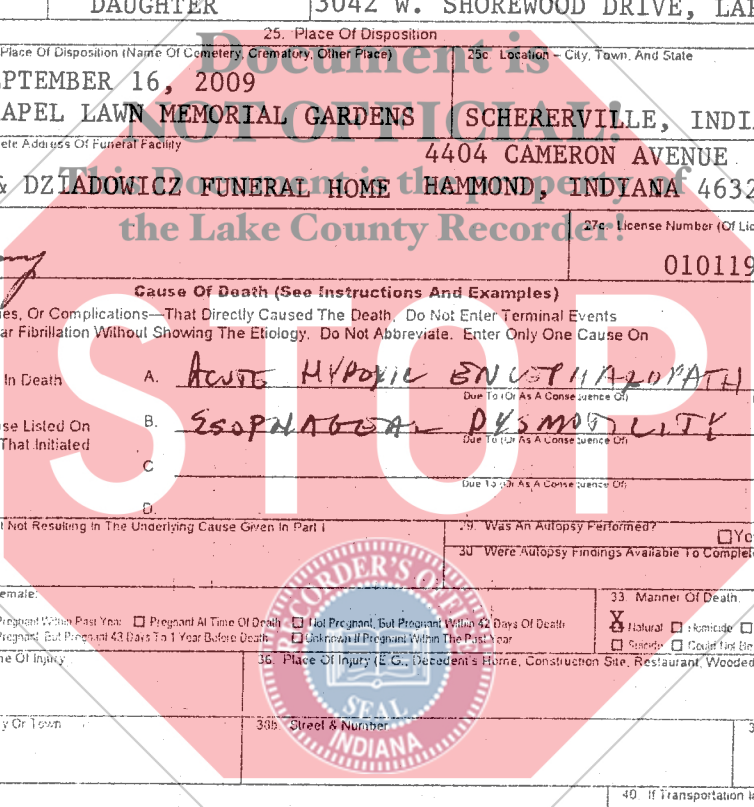 DAUGHTER 3042 W. SHOREWOOD DRIVE, LAP
25. Place Of Disposition
Place Of Disposition (Name Of Cemetery, Crematory, Other Place) 25c. Location – City, Town, And State
Document is
PTEMBER 16, 2009
APEL LAWN MEMORIAL GARDENS SCHERERVILLE, INDIA
NOT OFFICIAL!
ete Address Of Funeral Facility
4404 CAMERON AVENUE
& DZIADOWICZ FUNERAL HOME HAMMOND, INDIANA 4632
This Document is the property of
the Lake County Recorder!
27c. License Number (Of Lic
010119
Cause Of Death (See Instructions And Examples)
ies, Or Complications—That Directly Caused The Death. Do Not Enter Terminal Events
ar Fibrillation Without Showing The Etiology. Do Not Abbreviate. Enter Only One Cause On
STOP
In Death A. ACUTE HYPOXIC ENCEPHALOPATH
Due To (Or As A Consequence Of)
se Listed On B. ESOPHAGEAL DYSMOTILITY
That Initiated Due To (Or As A Consequence Of)
C
Due To (Or As A Consequence Of)
D.
t Not Resulting In The Underlying Cause Given In Part I 29. Was An Autopsy Performed?
30 Were Autopsy Findings Available To Complete
RECORDER'S OFFICE
emale: 33. Manner Of Death
Pregnant Within Past Year Pregnant At Time Of Death Not Pregnant, But Pregnant Within 42 Days Of Death X Natural Homicide
Pregnant, But Pregnant 43 Days To 1 Year Before Death Unknown If Pregnant Within The Past Year Suicide Could Not Be
me Of Injury 36. Place Of Injury (E.G., Decedent's Home, Construction Site, Restaurant, Wooded
SEAL
INDIANA
y Or Town 38b. Street & Number 3
40. If Transportation I